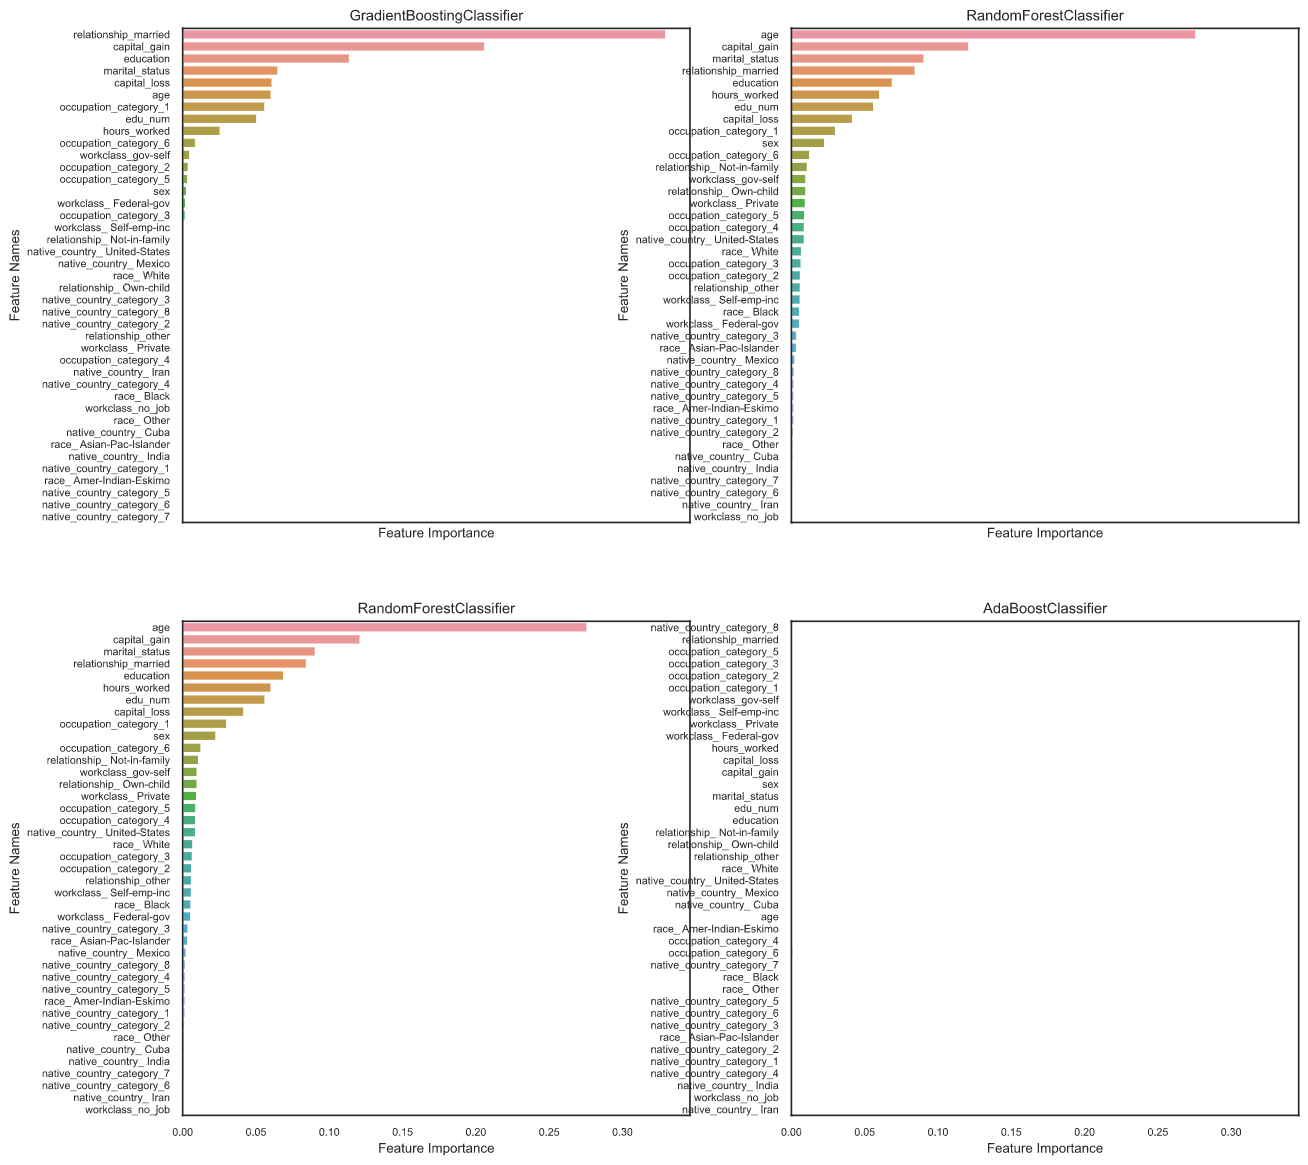 GradientBoostingClassifier
relationship_married
capital_gain
education
marital_status
capital_loss
age
occupation_category_1
edu_num
hours_worked
occupation_category_6
workclass_gov-self
occupation_category_2
occupation_category_5
sex
workclass_ Federal-gov
occupation_category_3
workclass_ Self-emp-inc
relationship_ Not-in-family
native_country_ United-States
native_country_ Mexico
race_ White
relationship_ Own-child
native_country_category_3
native_country_category_8
native_country_category_2
relationship_other
workclass_ Private
occupation_category_4
native_country_ Iran
native_country_category_4
race_ Black
workclass_no_job
race_ Other
native_country_ Cuba
race_ Asian-Pac-Islander
native_country_ India
native_country_category_1
race_ Amer-Indian-Eskimo
native_country_category_5
native_country_category_6
native_country_category_7
Feature Names
Feature Importance
RandomForestClassifier
age
capital_gain
marital_status
relationship_married
education
hours_worked
edu_num
capital_loss
occupation_category_1
sex
occupation_category_6
relationship_ Not-in-family
workclass_gov-self
relationship_ Own-child
workclass_ Private
occupation_category_5
occupation_category_4
native_country_ United-States
race_ White
occupation_category_3
occupation_category_2
relationship_other
workclass_ Self-emp-inc
race_ Black
workclass_ Federal-gov
native_country_category_3
race_ Asian-Pac-Islander
native_country_ Mexico
native_country_category_8
native_country_category_4
native_country_category_5
race_ Amer-Indian-Eskimo
native_country_category_1
native_country_category_2
race_ Other
native_country_ Cuba
native_country_ India
native_country_category_7
native_country_category_6
native_country_ Iran
workclass_no_job
Feature Names
Feature Importance
RandomForestClassifier
age
capital_gain
marital_status
relationship_married
education
hours_worked
edu_num
capital_loss
occupation_category_1
sex
occupation_category_6
relationship_ Not-in-family
workclass_gov-self
relationship_ Own-child
workclass_ Private
occupation_category_5
occupation_category_4
native_country_ United-States
race_ White
occupation_category_3
occupation_category_2
relationship_other
workclass_ Self-emp-inc
race_ Black
workclass_ Federal-gov
native_country_category_3
race_ Asian-Pac-Islander
native_country_ Mexico
native_country_category_8
native_country_category_4
native_country_category_5
race_ Amer-Indian-Eskimo
native_country_category_1
native_country_category_2
race_ Other
native_country_ Cuba
native_country_ India
native_country_category_7
native_country_category_6
native_country_ Iran
workclass_no_job
Feature Names
0.00 0.05 0.10 0.15 0.20 0.25 0.30
Feature Importance
AdaBoostClassifier
native_country_category_8
relationship_married
occupation_category_5
occupation_category_3
occupation_category_2
occupation_category_1
workclass_gov-self
workclass_ Self-emp-inc
workclass_ Private
workclass_ Federal-gov
hours_worked
capital_loss
capital_gain
sex
marital_status
edu_num
education
relationship_ Not-in-family
relationship_ Own-child
relationship_other
race_ White
native_country_ United-States
native_country_ Mexico
native_country_ Cuba
age
race_ Amer-Indian-Eskimo
occupation_category_4
occupation_category_6
native_country_category_7
race_ Black
race_ Other
native_country_category_5
native_country_category_6
native_country_category_3
race_ Asian-Pac-Islander
native_country_category_2
native_country_category_1
native_country_category_4
native_country_ India
workclass_no_job
native_country_ Iran
Feature Names
0.00 0.05 0.10 0.15 0.20 0.25 0.30
Feature Importance